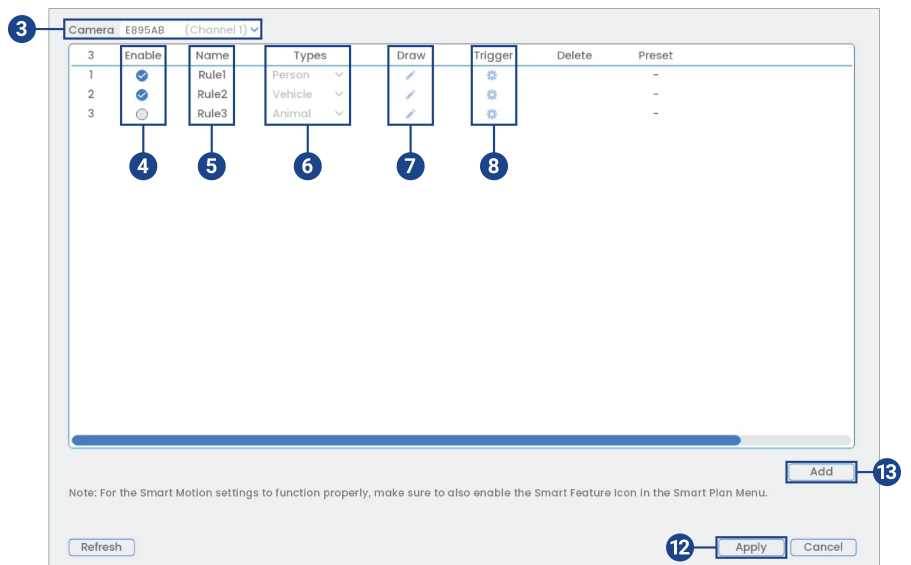 3 Camera E895AB (Channel 1)
3 Enable Name Types Draw Trigger Delete Preset
1 Rule1 Person -
2 Rule2 Vehicle -
3 Rule3 Animal -
4 5 6 7 8
Add 13
Note: For the Smart Motion settings to function properly, make sure to also enable the Smart Feature Icon in the Smart Plan Menu.
Refresh 12 Apply Cancel